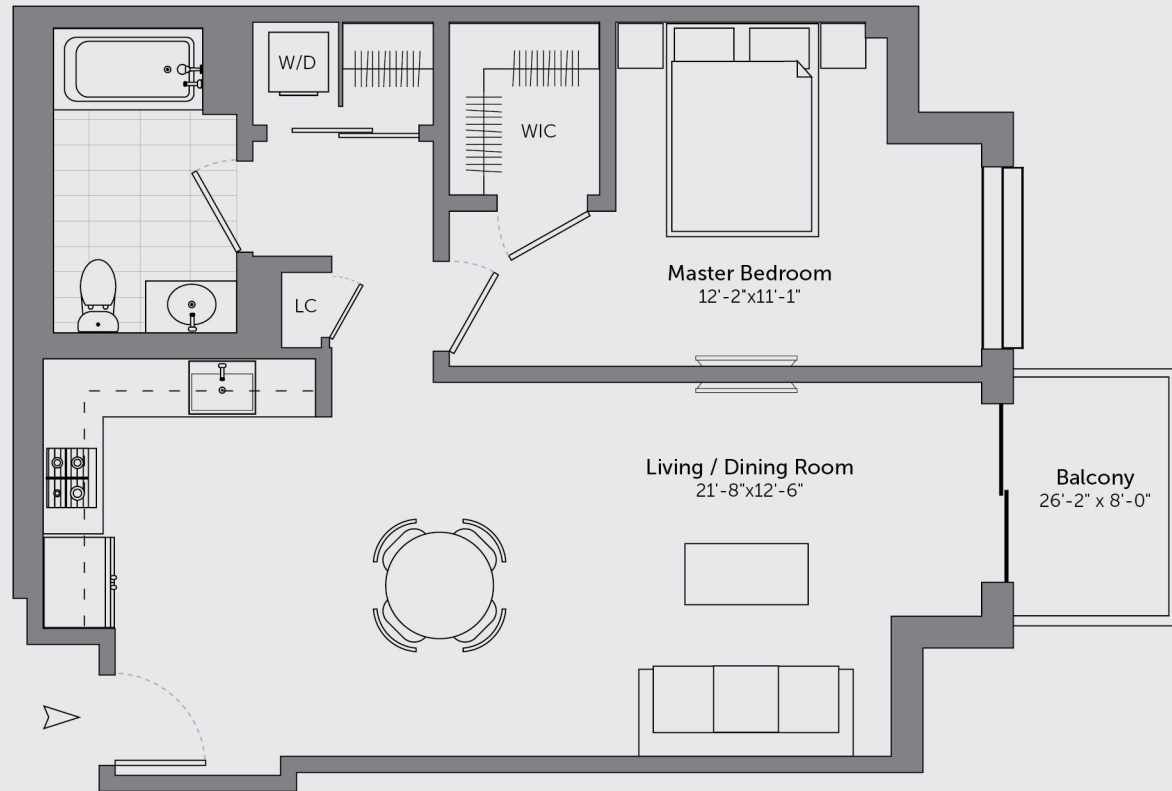 W/D
WIC
Master Bedroom
12'-2"x11'-1"
LC
Living / Dining Room
21'-8"x12'-6"
Balcony
26'-2" x 8'-0"